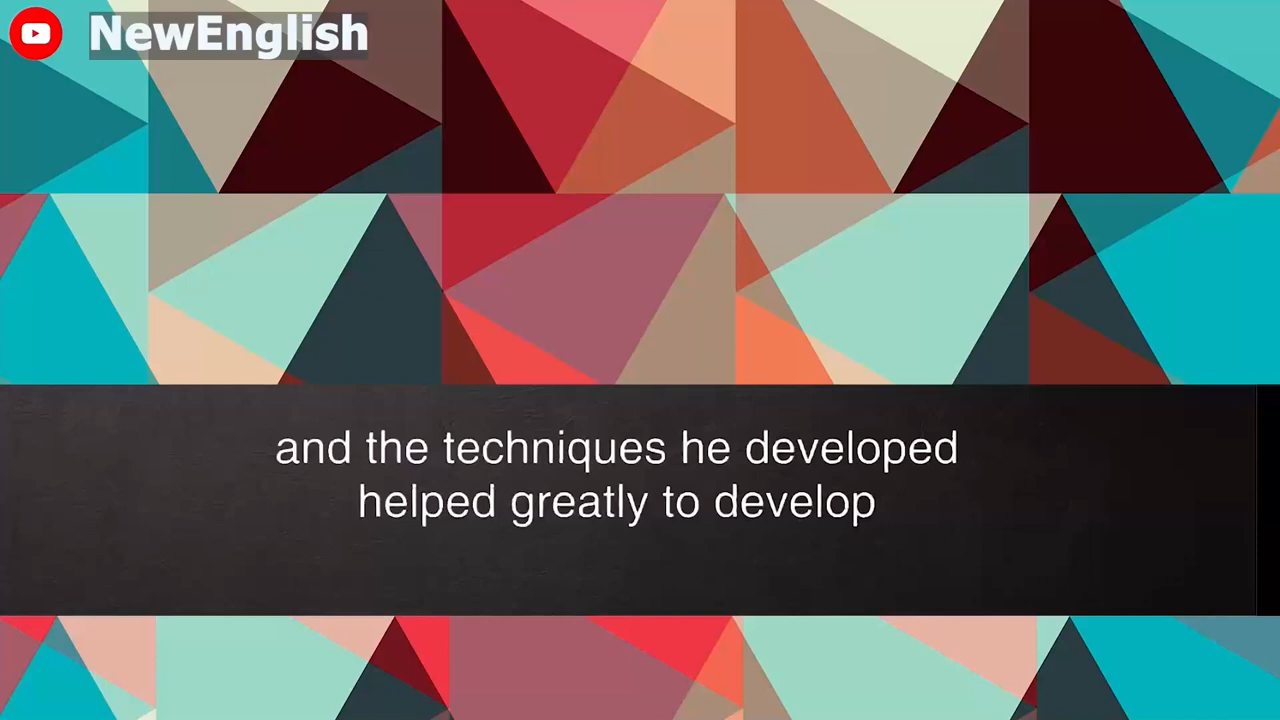 NewEnglish
and the techniques he developed
helped greatly to develop